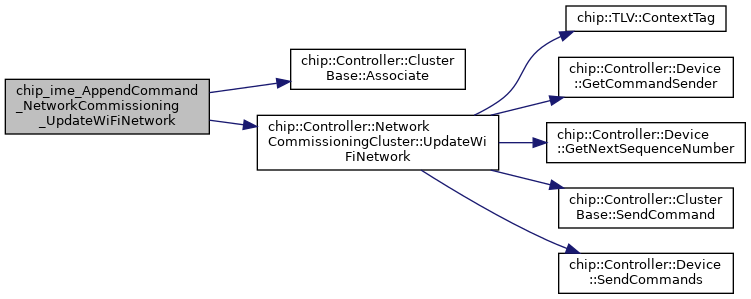 chip_ime_AppendCommand
_NetworkCommissioning
_UpdateWiFiNetwork
chip::Controller::Cluster
Base::Associate
chip::Controller::Network
CommissioningCluster::UpdateWi
FiNetwork
chip::TLV::ContextTag
chip::Controller::Device
::GetCommandSender
chip::Controller::Device
::GetNextSequenceNumber
chip::Controller::Cluster
Base::SendCommand
chip::Controller::Device
::SendCommands